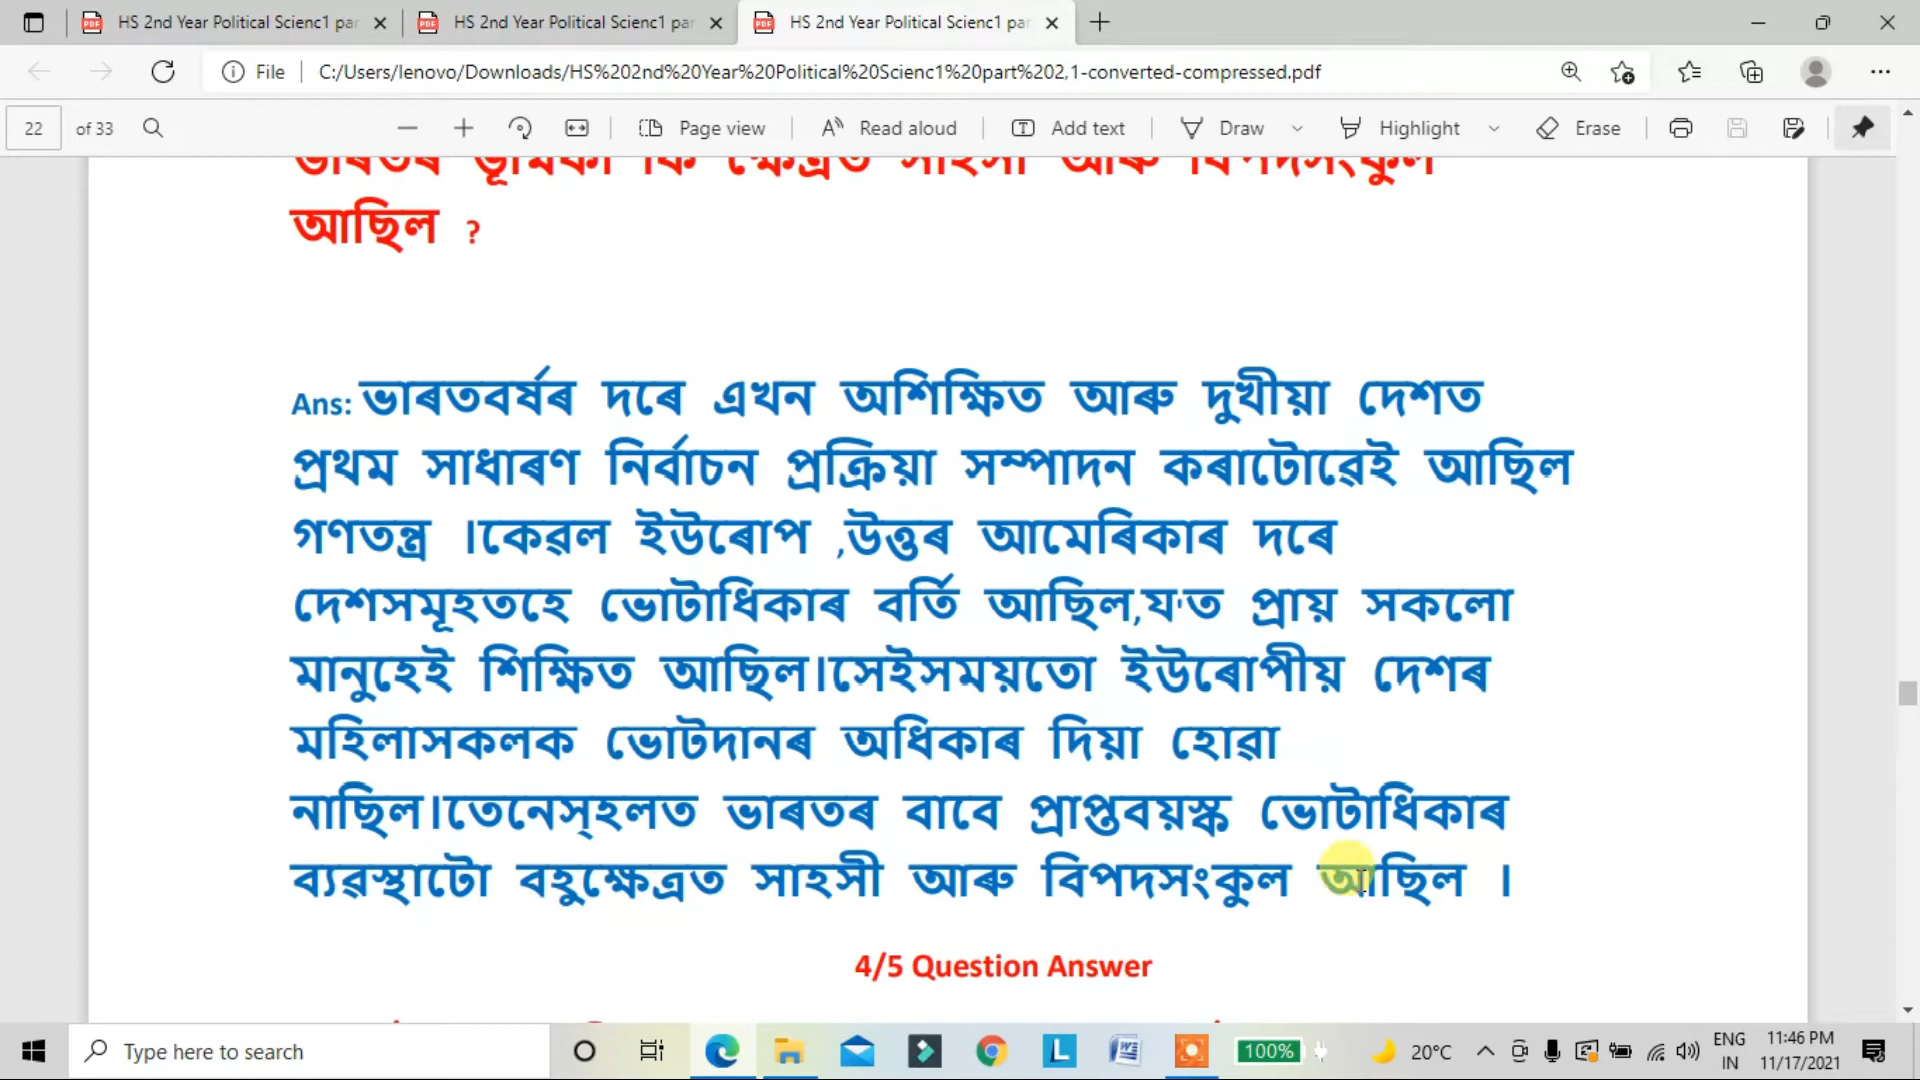 HS 2nd Year Political Scienc1 par
HS 2nd Year Political Scienc1 par
HS 2nd Year Political Scienc1 par
File
C:/Users/lenovo/Downloads/HS%202nd%20Year%20Political%20Scienc1%20part%202,1-converted-compressed.pdf
22 of 33
Page view
Read aloud
Add text
Draw
Highlight
Erase
ভাৰতৰ ভূমিকা কি ক্ষেত্ৰত সাহসী আৰু বিপদসংকুল
আছিল ?
Ans: ভাৰতবৰ্ষৰ দৰে এখন অশিক্ষিত আৰু দুখীয়া দেশত
প্ৰথম সাধাৰণ নিৰ্বাচন প্ৰক্ৰিয়া সম্পাদন কৰাটোৱেই আছিল
গণতন্ত্ৰ ।কেৱল ইউৰোপ ,উত্তৰ আমেৰিকাৰ দৰে
দেশসমূহতহে ভোটাধিকাৰ বৰ্তি আছিল,য'ত প্ৰায় সকলো
মানুহেই শিক্ষিত আছিল।সেইসময়তো ইউৰোপীয় দেশৰ
মহিলাসকলক ভোটদানৰ অধিকাৰ দিয়া হোৱা
নাছিল।তেনেস্হলত ভাৰতৰ বাবে প্ৰাপ্তবয়স্ক ভোটাধিকাৰ
ব্যৱস্থাটো বহুক্ষেত্ৰত সাহসী আৰু বিপদসংকুল আছিল ।
4/5 Question Answer
Type here to search
100%
20°C
ENG
IN
11:46 PM
11/17/2021